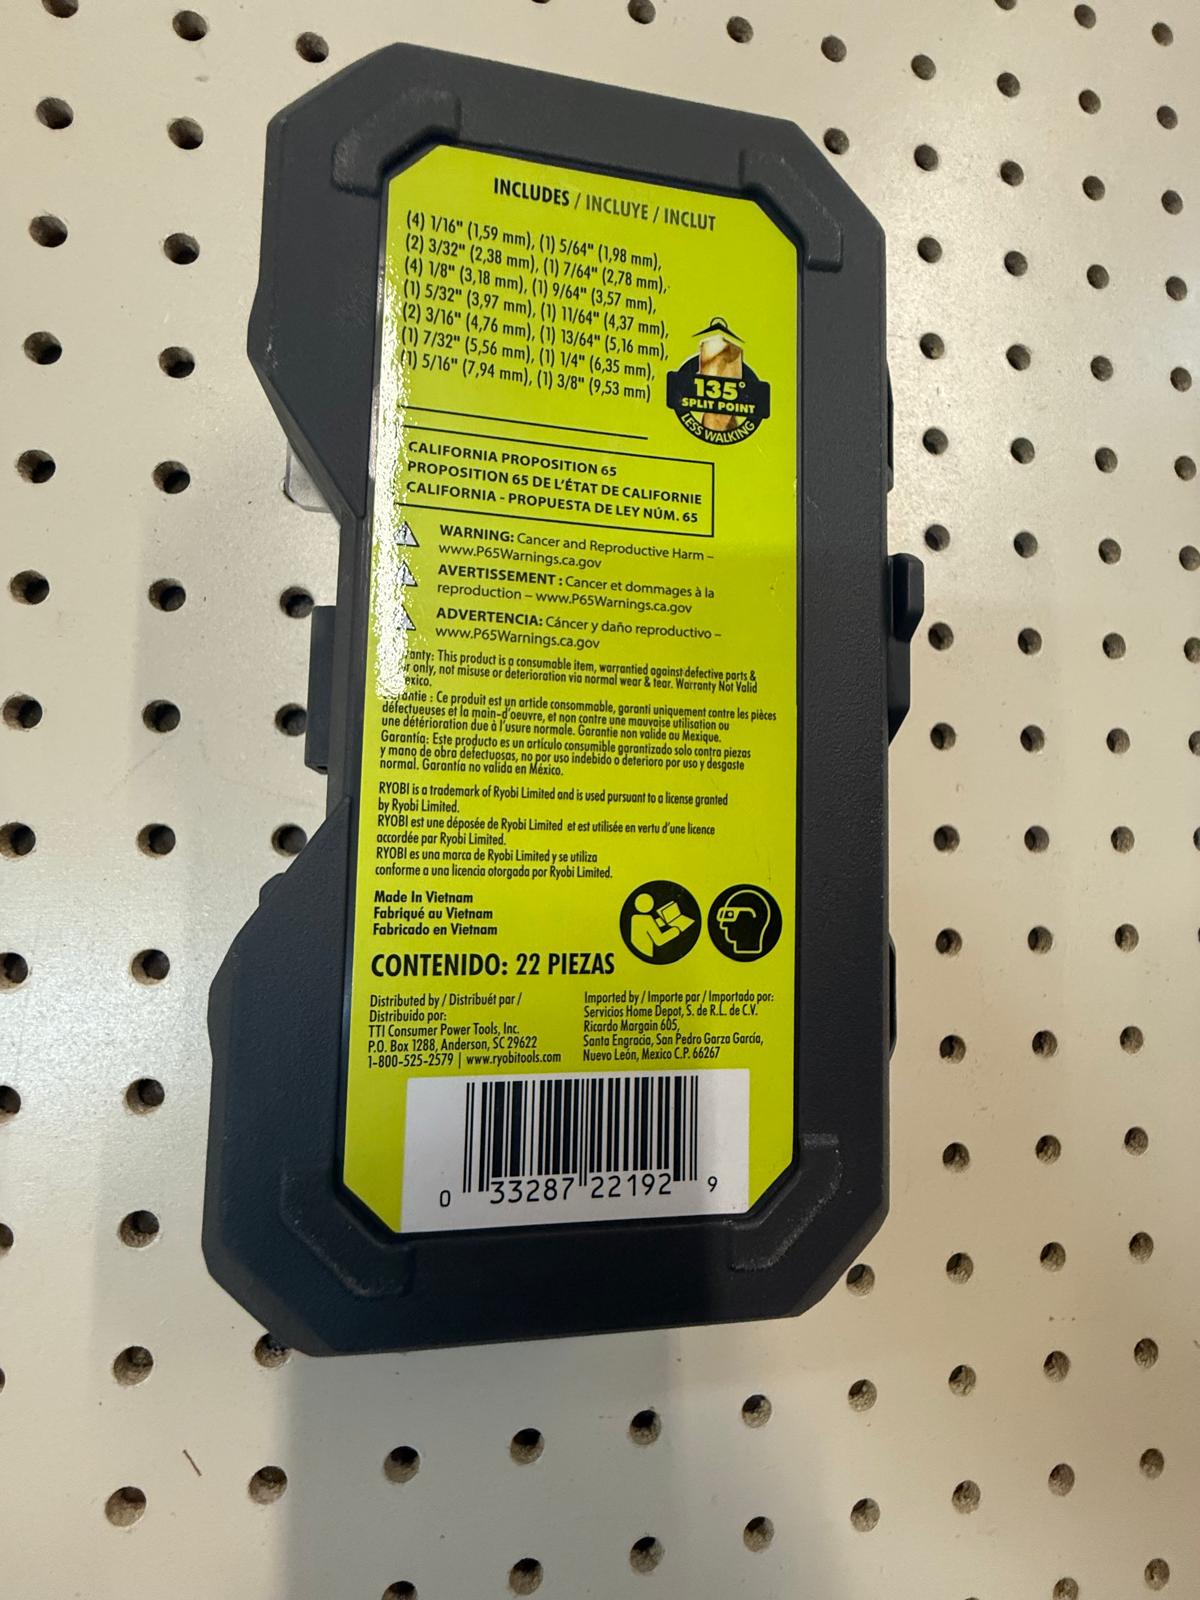 INCLUDES / INCLUYE / INCLUT
(4) 1/16" (1,59 mm), (1) 5/64" (1,98 mm),
(2) 3/32" (2,38 mm), (1) 7/64" (2,78 mm),
(4) 1/8" (3,18 mm), (1) 9/64" (3,57 mm),
(1) 5/32" (3,97 mm), (1) 11/64" (4,37 mm),
(2) 3/16" (4,76 mm), (1) 13/64" (5,16 mm),
(1) 7/32" (5,56 mm), (1) 1/4" (6,35 mm),
(1) 5/16" (7,94 mm), (1) 3/8" (9,53 mm)
135°
SPLIT POINT
LESS WALKING
CALIFORNIA PROPOSITION 65
PROPOSITION 65 DE L'ÉTAT DE CALIFORNIE
CALIFORNIA - PROPUESTA DE LEY NÚM. 65
WARNING: Cancer and Reproductive Harm –
www.P65Warnings.ca.gov
AVERTISSEMENT : Cancer et dommages à la
reproduction – www.P65Warnings.ca.gov
ADVERTENCIA: Cáncer y daño reproductivo –
www.P65Warnings.ca.gov
This product is a consumable item, warrantied against defective parts &
only, not misuse or deterioration via normal wear & tear. Warranty Not Valid
Ce produit est un article consommable, garanti uniquement contre les pièces
défectueuses et la main-d'oeuvre, et non contre une mauvaise utilisation ou
une détérioration due à l'usure normale. Garantie non valide au Mexique.
Garantía: Este producto es un artículo consumible garantizado solo contra piezas
y mano de obra defectuosas, no por uso indebido o deterioro por uso y desgaste
normal. Garantía no valida en México.
RYOBI is a trademark of Ryobi Limited and is used pursuant to a license granted
by Ryobi Limited.
RYOBI est une déposée de Ryobi Limited et est utilisée en vertu d'une licence
accordée par Ryobi Limited.
RYOBI es una marca de Ryobi Limited y se utiliza
conforme a una licencia otorgada por Ryobi Limited.
Made In Vietnam
Fabriqué au Vietnam
Fabricado en Vietnam
CONTENIDO: 22 PIEZAS
Distributed by / Distribuét par /
Distribuido por:
TTI Consumer Power Tools, Inc.
P.O. Box 1288, Anderson, SC 29622
1-800-525-2579 | www.ryobitools.com
Imported by / Importe par / Importado por:
Servicios Home Depot, S. de R.L. de C.V.
Ricardo Margain 605,
Santa Engracia, San Pedro Garza García,
Nuevo León, Mexico C.P. 66267
0 33287 22192 9